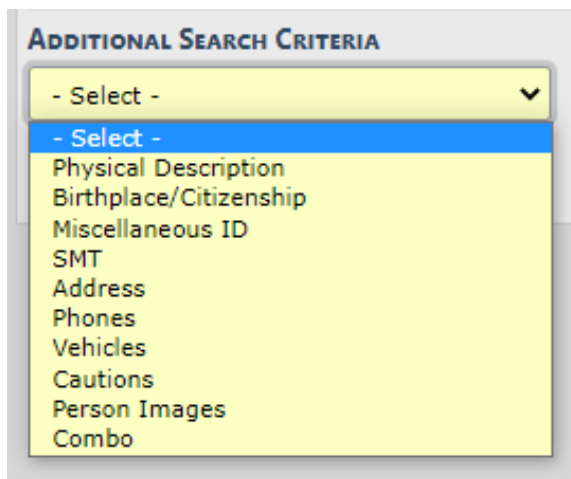 Additional Search Criteria
- Select -
- Select -
Physical Description
Birthplace/Citizenship
Miscellaneous ID
SMT
Address
Phones
Vehicles
Cautions
Person Images
Combo